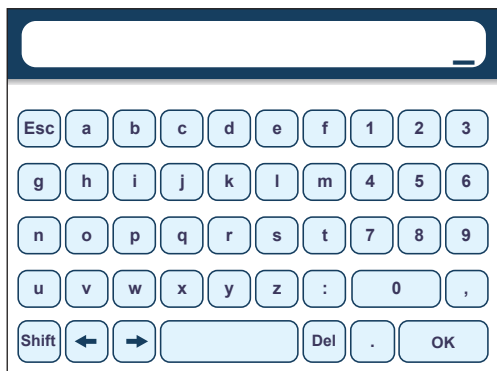 _
Esc a b c d e f 1 2 3
g h i j k l m 4 5 6
n o p q r s t 7 8 9
u v w x y z : 0 ,
Shift ← → Del . OK